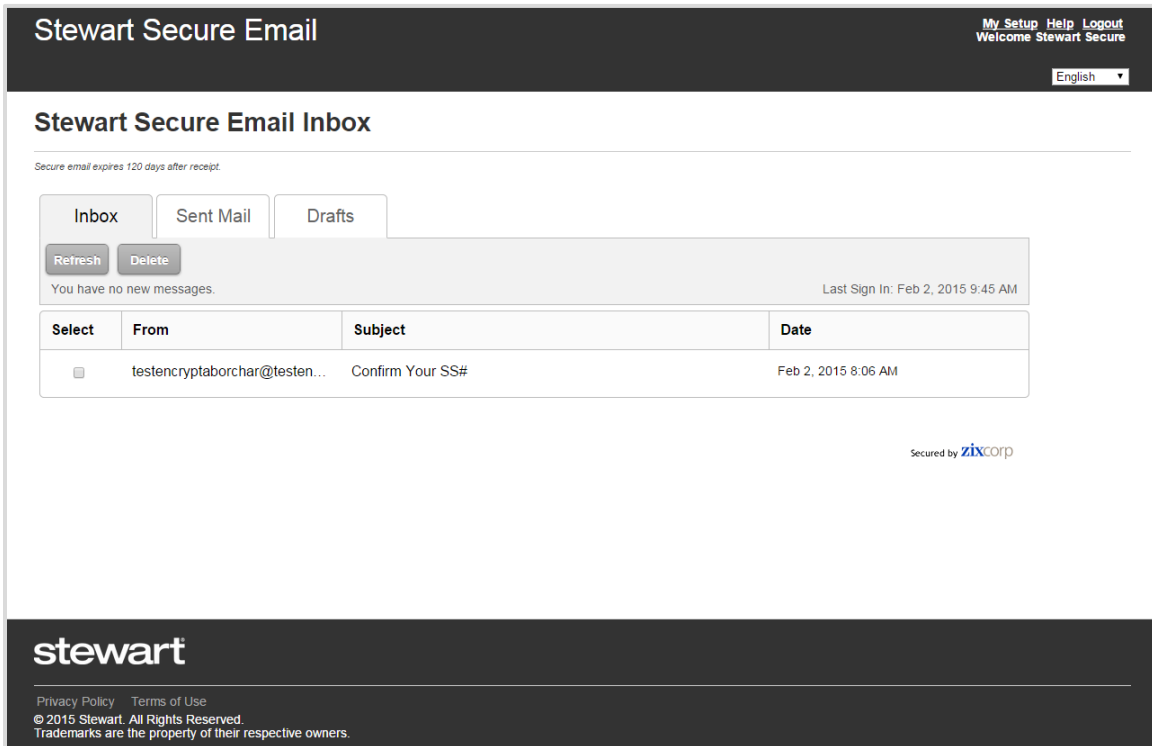 Stewart Secure Email
My Setup Help Logout
Welcome Stewart Secure
English
Stewart Secure Email Inbox
Secure email expires 120 days after receipt.
Inbox Sent Mail Drafts
Refresh Delete
You have no new messages. Last Sign In: Feb 2, 2015 9:45 AM
Select From Subject Date
testencryptaborchar@testen... Confirm Your SS# Feb 2, 2015 8:06 AM
Secured by zixcorp
stewart
Privacy Policy Terms of Use
© 2015 Stewart. All Rights Reserved.
Trademarks are the property of their respective owners.